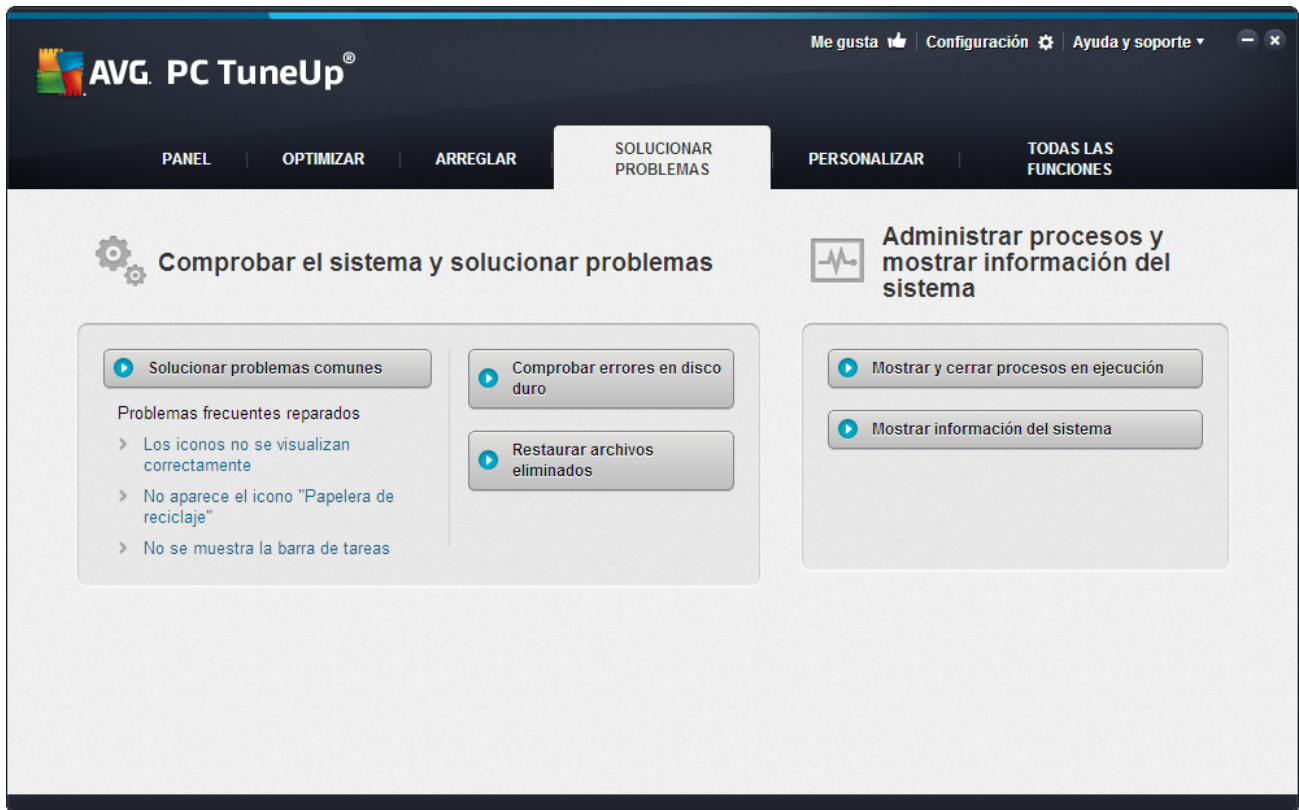 Me gusta Configuración Ayuda y soporte
AVG. PC TuneUp®
PANEL
OPTIMIZAR
ARREGLAR
SOLUCIONAR
PROBLEMAS
PERSONALIZAR
TODAS LAS
FUNCIONES
Comprobar el sistema y solucionar problemas
Solucionar problemas comunes
Problemas frecuentes reparados
Los iconos no se visualizan
correctamente
No aparece el icono "Papelera de
reciclaje"
No se muestra la barra de tareas
Comprobar errores en disco
duro
Restaurar archivos
eliminados
Administrar procesos y
mostrar información del
sistema
Mostrar y cerrar procesos en ejecución
Mostrar información del sistema